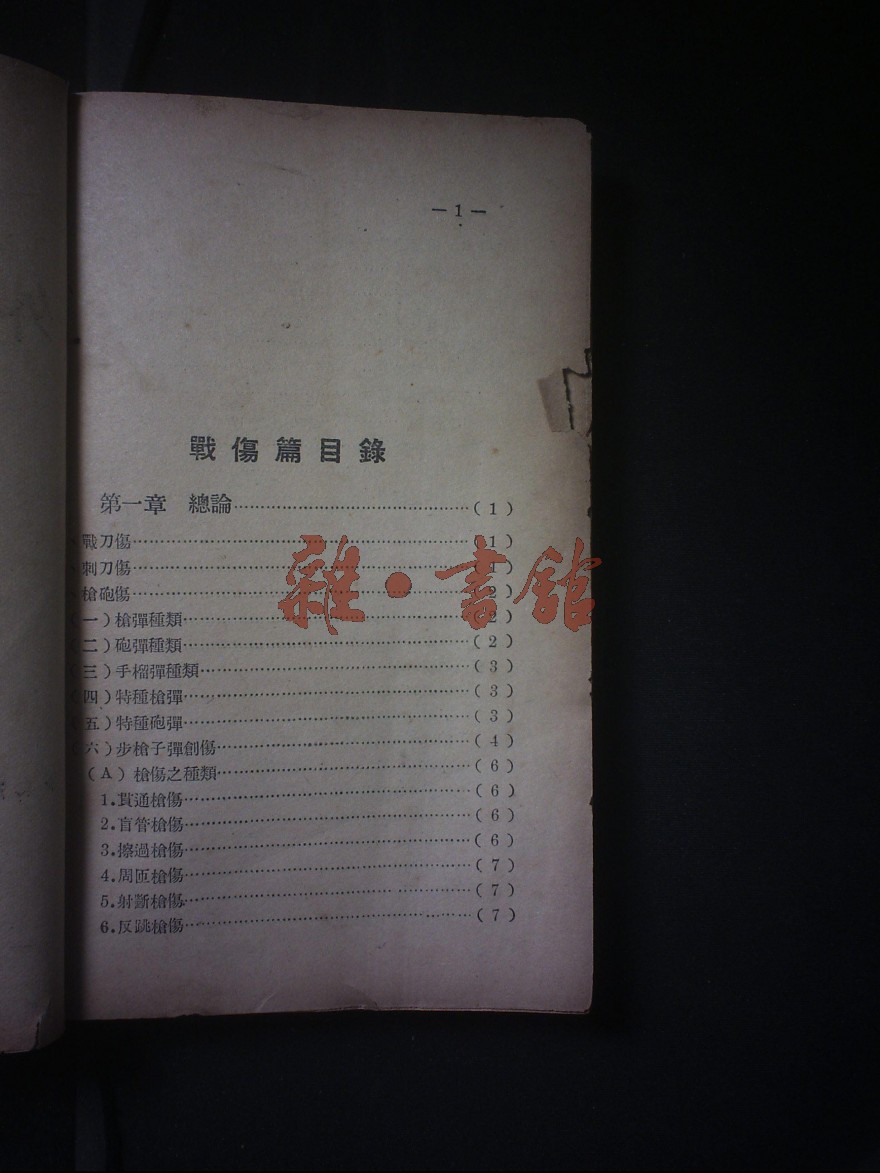 —1—
戰傷篇目錄
第一章 總論……………………………(1)
戰刀傷……………………………(1)
刺刀傷……………………………(1)
槍砲傷……………………………(2)
(一)槍彈種類……………………………(2)
(二)砲彈種類……………………………(2)
(三)手榴彈種類……………………………(3)
(四)特種槍彈……………………………(3)
(五)特種砲彈……………………………(3)
(六)步槍子彈創傷……………………………(4)
(A)槍傷之種類……………………………(6)
1.貫通槍傷……………………………(6)
2.盲管槍傷……………………………(6)
3.擦過槍傷……………………………(6)
4.周匝槍傷……………………………(7)
5.射斷槍傷……………………………(7)
6.反跳槍傷……………………………(7)
雜·書館